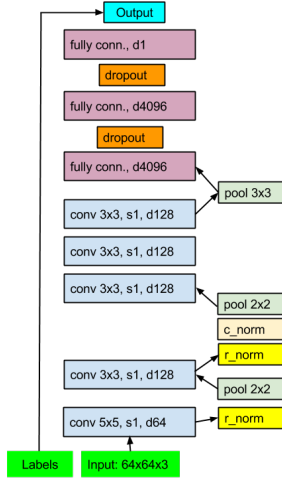 Output
fully conn., d1
dropout
fully conn., d4096
dropout
fully conn., d4096
pool 3x3
conv 3x3, s1, d128
conv 3x3, s1, d128
conv 3x3, s1, d128
pool 2x2
c_norm
r_norm
conv 3x3, s1, d128
pool 2x2
conv 5x5, s1, d64
r_norm
Labels
Input: 64x64x3